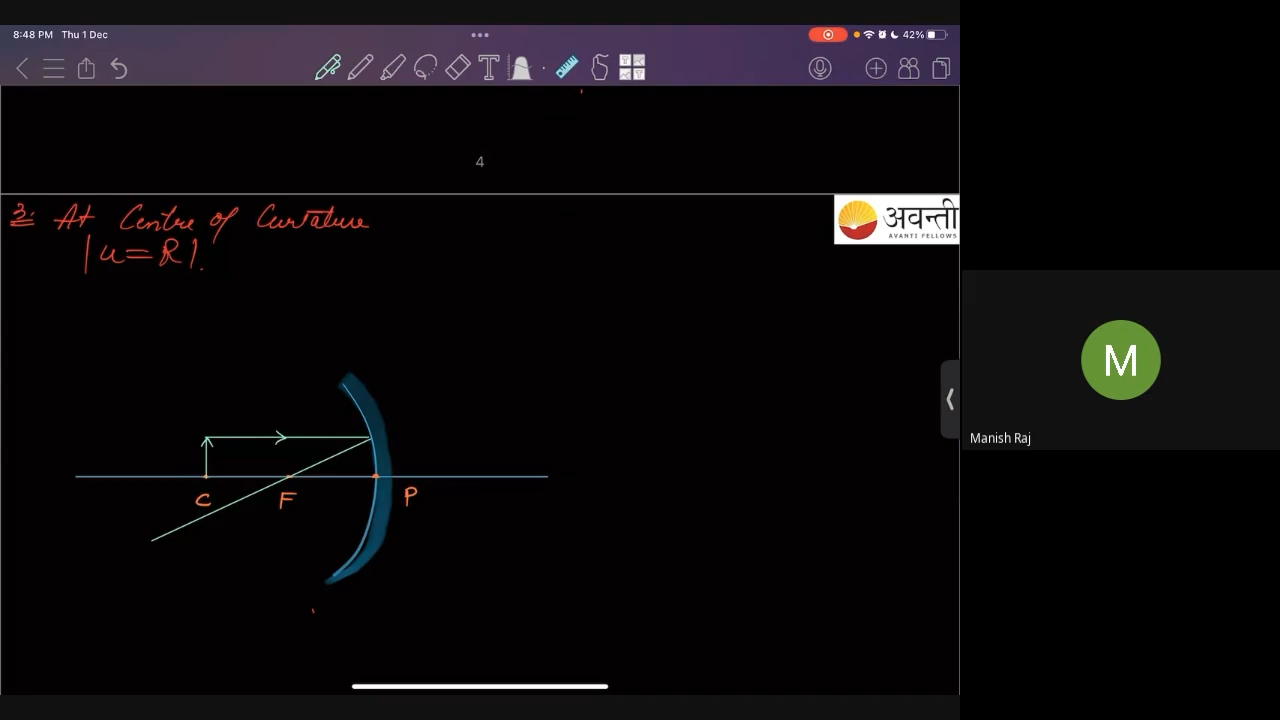 8:48 PM Thu 1 Dec
42%
4
3: At Centre of Curvature
|u=R|.
अवन्ती
AVANTI FELLOWS
C F P
M
Manish Raj